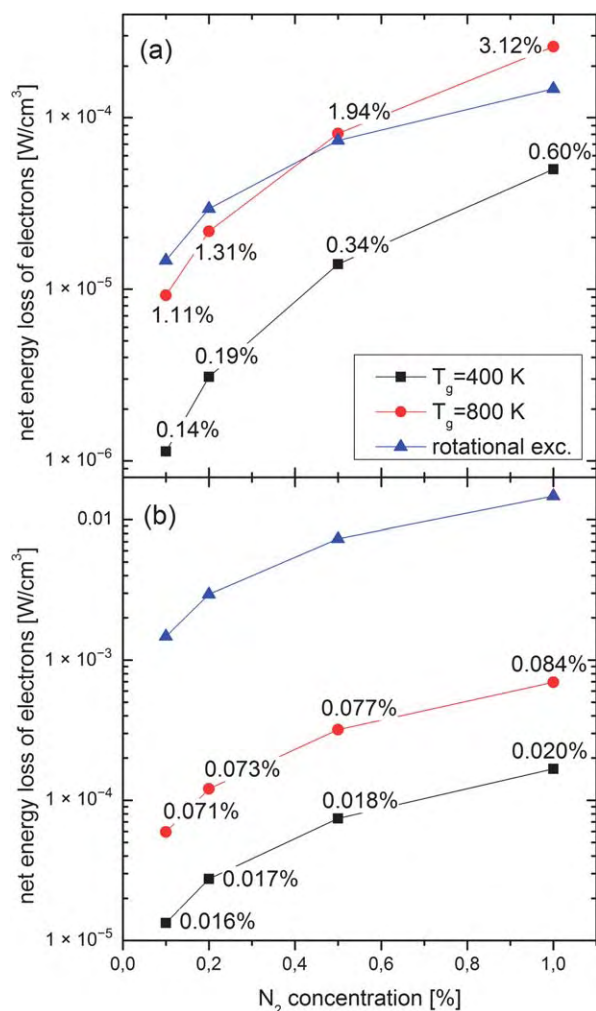 (a)
net energy loss of electrons [W/cm³]
1 × 10⁻⁴
1 × 10⁻⁵
1 × 10⁻⁶
3.12%
1.94%
0.60%
1.31%
0.34%
1.11%
0.19%
0.14%
T_g=400 K
T_g=800 K
rotational exc.
(b)
net energy loss of electrons [W/cm³]
0.01
1 × 10⁻³
1 × 10⁻⁴
1 × 10⁻⁵
0.084%
0.077%
0.073%
0.071%
0.020%
0.018%
0.017%
0.016%
0,0 0,2 0,4 0,6 0,8 1,0
N₂ concentration [%]